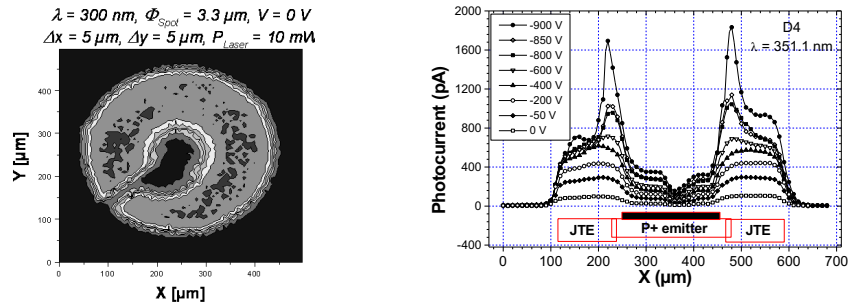 λ = 300 nm, Φ_Spot = 3.3 µm, V = 0 V
Δx = 5 µm, Δy = 5 µm, P_Laser = 10 mW
Y [µm]
400
300
200
100
0
0 100 200 300 400
X [µm]
D4
λ = 351.1 nm
-900 V
-850 V
-800 V
-600 V
-400 V
-200 V
-50 V
0 V
Photocurrent (pA)
2000
1600
1200
800
400
0
-400
JTE P+ emitter JTE
0 100 200 300 400 500 600 700
X (µm)